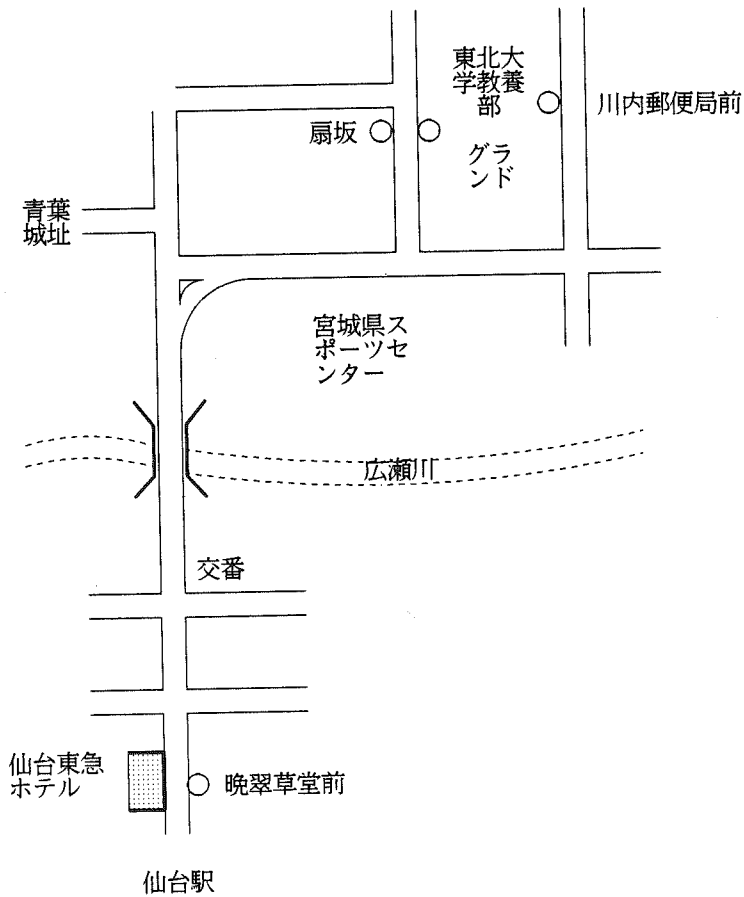 東北大
学教養
部
川内郵便局前
扇坂
グラ
ンド
青葉
城址
宮城県ス
ポーツセ
ンター
広瀬川
交番
仙台東急
ホテル
晩翠草堂前
仙台駅